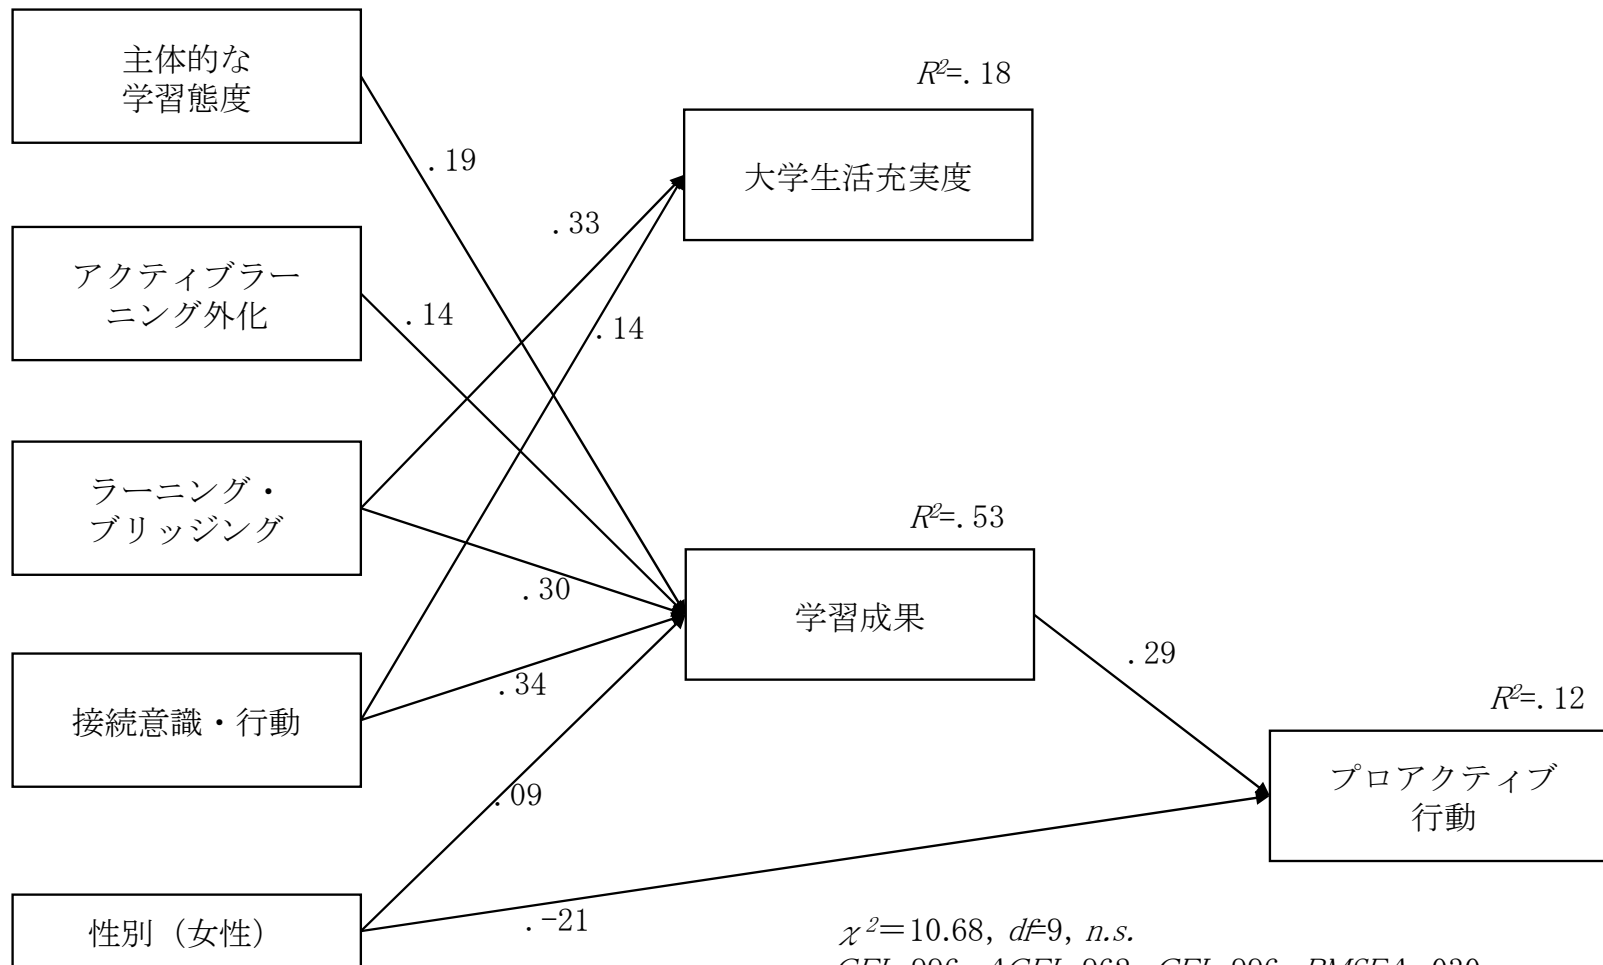 主体的な
学習態度
R²=.18
.19
大学生活充実度
.33
アクティブラー
ニング外化
.14
.14
ラーニング・
ブリッジング
R²=.53
.30
学習成果
.29
.34
接続意識・行動
R²=.12
プロアクティブ
行動
.09
性別（女性）
.-21
χ²＝10.68, df=9, n.s.